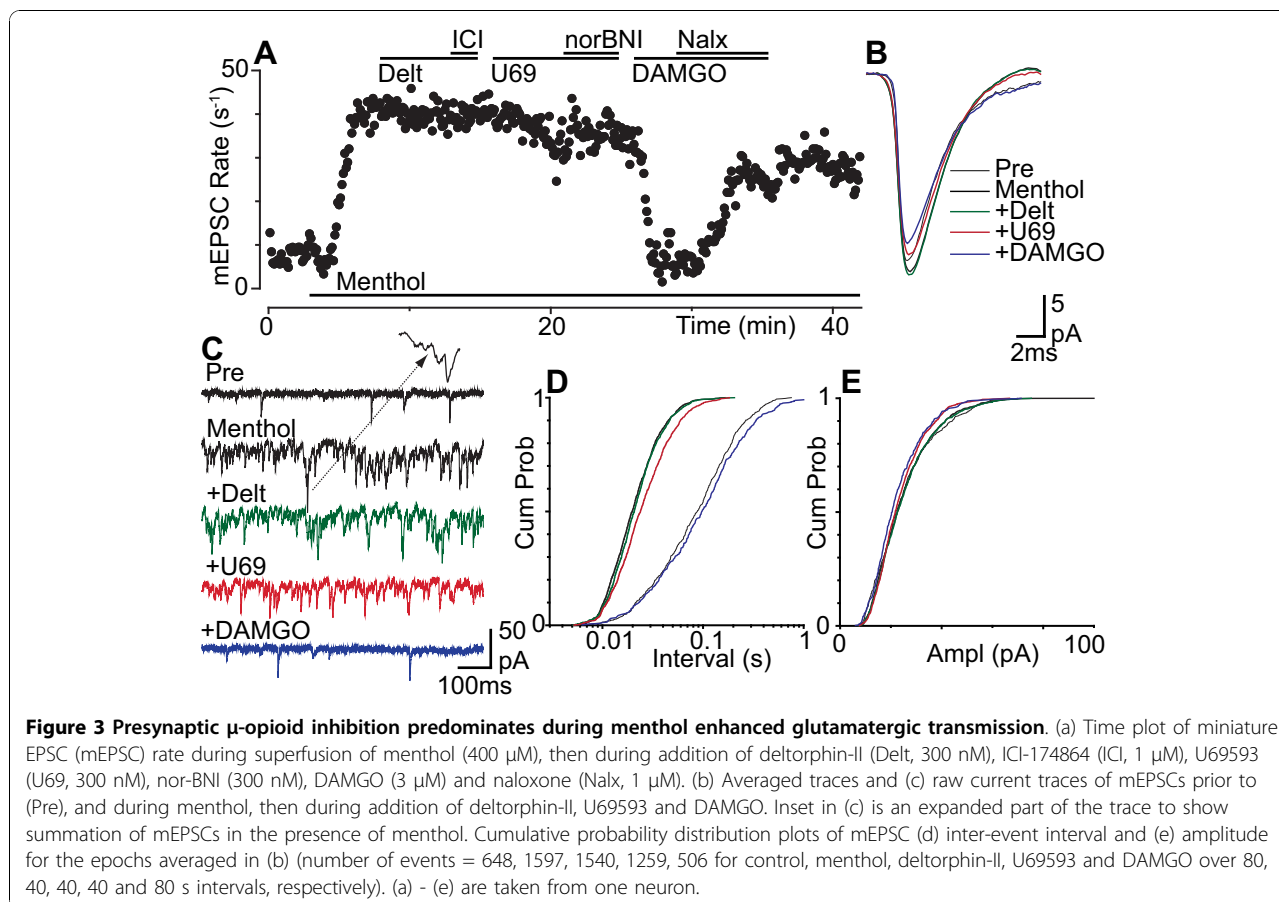 A
ICI
norBNI
Nalx
Delt
U69
DAMGO
50
mEPSC Rate (s⁻¹)
0
Menthol
0
20
Time (min)
40
B
Pre
Menthol
+Delt
+U69
+DAMGO
5
pA
2ms
C
Pre
Menthol
+Delt
+U69
+DAMGO
50
pA
100ms
D
1
Cum Prob
0
0.01
0.1
1
Interval (s)
E
1
Cum Prob
0
100
Ampl (pA)
Figure 3 Presynaptic μ-opioid inhibition predominates during menthol enhanced glutamatergic transmission. (a) Time plot of miniature
EPSC (mEPSC) rate during superfusion of menthol (400 μM), then during addition of deltorphin-II (Delt, 300 nM), ICI-174864 (ICI, 1 μM), U69593
(U69, 300 nM), nor-BNI (300 nM), DAMGO (3 μM) and naloxone (Nalx, 1 μM). (b) Averaged traces and (c) raw current traces of mEPSCs prior to
(Pre), and during menthol, then during addition of deltorphin-II, U69593 and DAMGO. Inset in (c) is an expanded part of the trace to show
summation of mEPSCs in the presence of menthol. Cumulative probability distribution plots of mEPSC (d) inter-event interval and (e) amplitude
for the epochs averaged in (b) (number of events = 648, 1597, 1540, 1259, 506 for control, menthol, deltorphin-II, U69593 and DAMGO over 80,
40, 40, 40 and 80 s intervals, respectively). (a) - (e) are taken from one neuron.